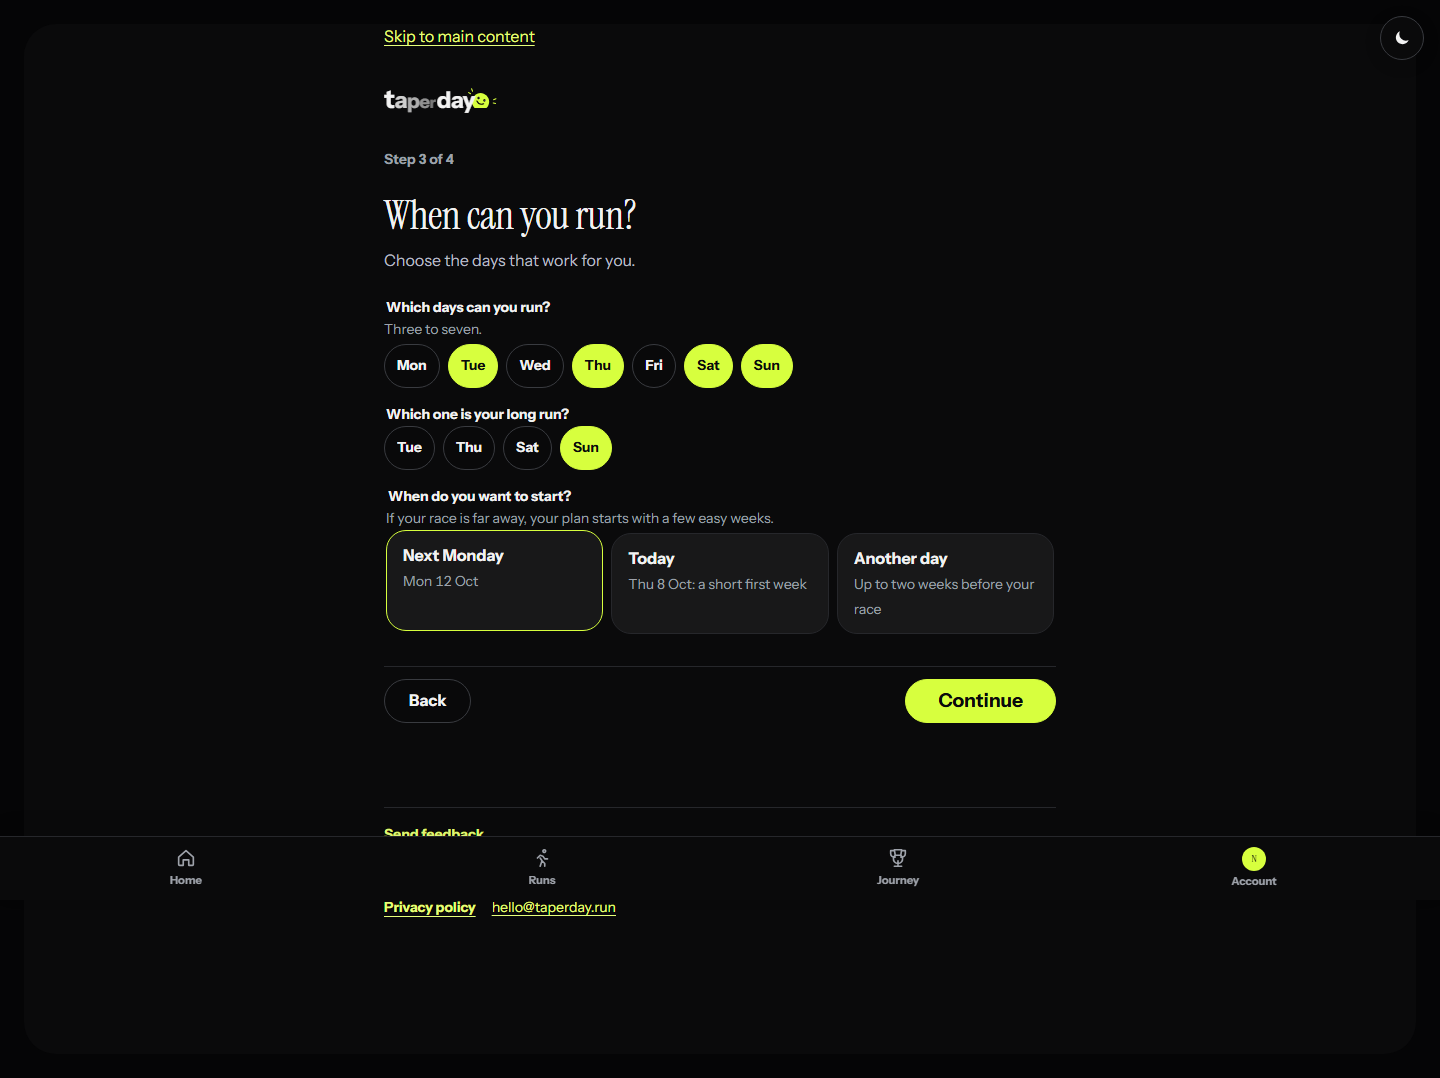 Skip to main content
taperday
Step 3 of 4
When can you run?
Choose the days that work for you.
Which days can you run?
Three to seven.
Mon Tue Wed Thu Fri Sat Sun
Which one is your long run?
Tue Thu Sat Sun
When do you want to start?
If your race is far away, your plan starts with a few easy weeks.
Next Monday
Mon 12 Oct
Today
Thu 8 Oct: a short first week
Another day
Up to two weeks before your
race
Back
Continue
Send feedback
Home Runs Journey N Account
Privacy policy hello@taperday.run